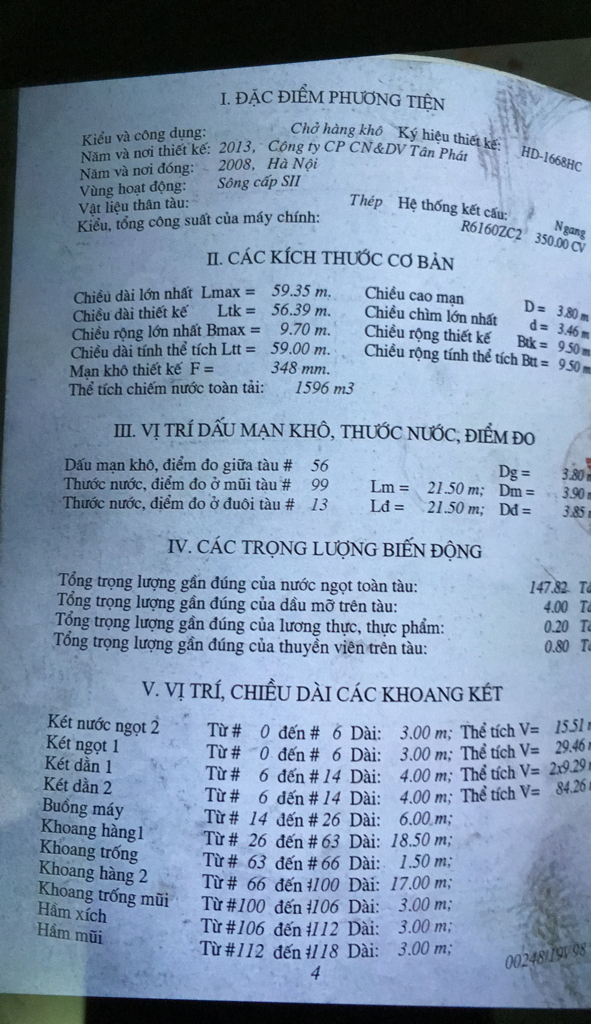 I. ĐẶC ĐIỂM PHƯƠNG TIỆN
Kiểu và công dụng: Chở hàng khô Ký hiệu thiết kế: HD-1668HC
Năm và nơi thiết kế: 2013, Công ty CP CN&DV Tân Phát
Năm và nơi đóng: 2008, Hà Nội
Vùng hoạt động: Sông cấp SII
Vật liệu thân tàu: Thép Hệ thống kết cấu: Ngang
Kiểu, tổng công suất của máy chính: R6160ZC2 350.00 CV
II. CÁC KÍCH THƯỚC CƠ BẢN
Chiều dài lớn nhất Lmax = 59.35 m. Chiều cao mạn D = 3.80 m
Chiều dài thiết kế Ltk = 56.39 m. Chiều chìm lớn nhất d = 3.46 m
Chiều rộng lớn nhất Bmax = 9.70 m. Chiều rộng thiết kế Btk = 9.50 m
Chiều dài tính thể tích Ltt = 59.00 m. Chiều rộng tính thể tích Btt = 9.50 m
Mạn khô thiết kế F = 348 mm.
Thể tích chiếm nước toàn tải: 1596 m3
III. VỊ TRÍ DẤU MẠN KHÔ, THƯỚC NƯỚC, ĐIỂM ĐO
Dấu mạn khô, điểm đo giữa tàu # 56 Dg = 3.80
Thước nước, điểm đo ở mũi tàu # 99 Lm = 21.50 m; Dm = 3.90
Thước nước, điểm đo ở đuôi tàu # 13 Lđ = 21.50 m; Dđ = 3.85
IV. CÁC TRỌNG LƯỢNG BIẾN ĐỘNG
Tổng trọng lượng gần đúng của nước ngọt toàn tàu: 147.82 Tấ
Tổng trọng lượng gần đúng của dầu mỡ trên tàu: 4.00 Tấ
Tổng trọng lượng gần đúng của lương thực, thực phẩm: 0.20 Tấ
Tổng trọng lượng gần đúng của thuyền viên trên tàu: 0.80 Tấ
V. VỊ TRÍ, CHIỀU DÀI CÁC KHOANG KÉT
Két nước ngọt 2 Từ # 0 đến # 6 Dài: 3.00 m; Thể tích V= 15.51
Két ngọt 1 Từ # 0 đến # 6 Dài: 3.00 m; Thể tích V= 29.46
Két dằn 1 Từ # 6 đến # 14 Dài: 4.00 m; Thể tích V= 2x9.29
Két dằn 2 Từ # 6 đến # 14 Dài: 4.00 m; Thể tích V= 84.26
Buồng máy Từ # 14 đến # 26 Dài: 6.00 m;
Khoang hàng1 Từ # 26 đến # 63 Dài: 18.50 m;
Khoang trống Từ # 63 đến # 66 Dài: 1.50 m;
Khoang hàng 2 Từ # 66 đến #100 Dài: 17.00 m;
Khoang trống mũi Từ #100 đến #106 Dài: 3.00 m;
Hầm xích Từ #106 đến #112 Dài: 3.00 m;
Hầm mũi Từ #112 đến #118 Dài: 3.00 m;
4